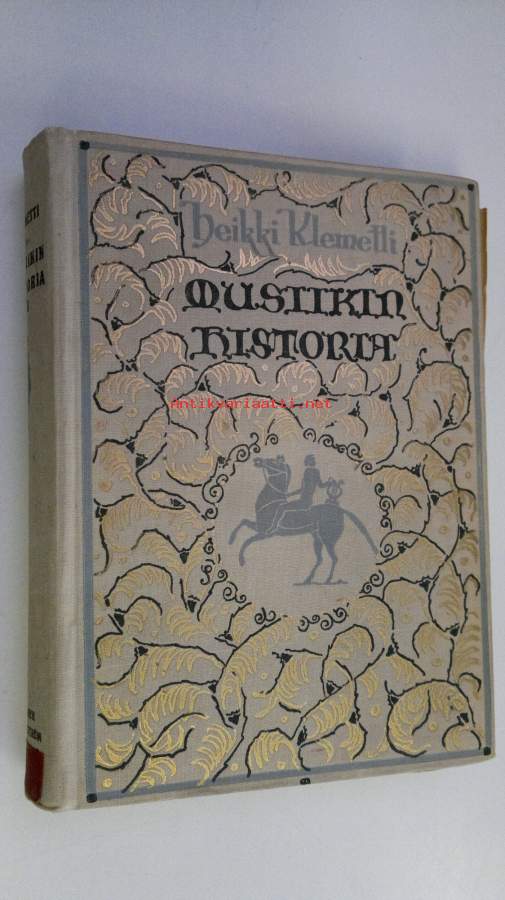 Heikki Klemetti
MUSIIKIN
HISTORIA
Antikvariaatti.net